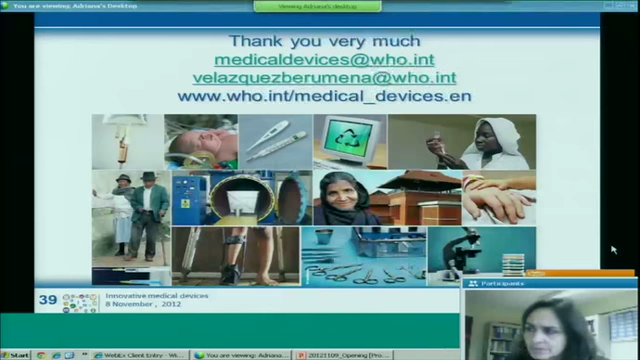 You are viewing Adriana's Desktop
Viewing Adriana's desktop
Thank you very much
medicaldevices@who.int
velazquezberumena@who.int
www.who.int/medical_devices.en
39
Innovative medical devices
8 November , 2012
Participants
Start
WebEx Client Entry - Wi...
You are viewing: Adriana...
20121109_Opening [Pro...